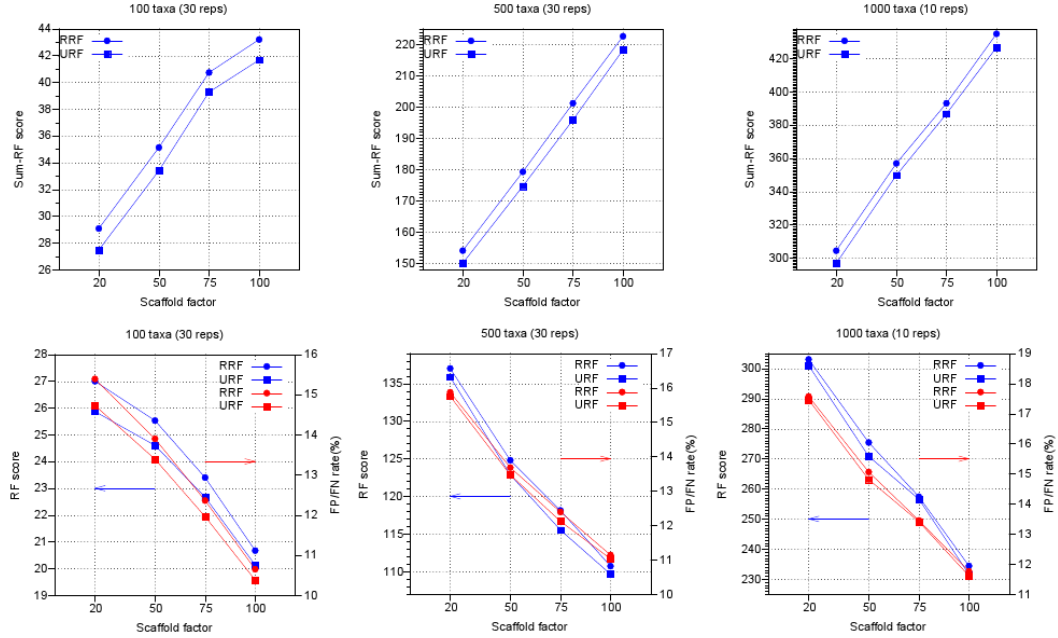 100 taxa (30 reps)
44
42
40
38
36
34
32
30
28
26
RRF
URF
Sum-RF score
20
50
75
100
Scaffold factor
500 taxa (30 reps)
220
210
200
190
180
170
160
150
RRF
URF
Sum-RF score
20
50
75
100
Scaffold factor
1000 taxa (10 reps)
420
400
380
360
340
320
300
RRF
URF
Sum-RF score
20
50
75
100
Scaffold factor
100 taxa (30 reps)
28
27
26
25
24
23
22
21
20
19
RF score
RRF
URF
RRF
URF
16
15
14
13
12
11
10
FP/FN rate(%)
20
50
75
100
Scaffold factor
500 taxa (30 reps)
135
130
125
120
115
110
RF score
RRF
URF
RRF
URF
17
16
15
14
13
12
11
10
FP/FN rate(%)
20
50
75
100
Scaffold factor
1000 taxa (10 reps)
300
290
280
270
260
250
240
230
RF score
RRF
URF
RRF
URF
19
18
17
16
15
14
13
12
11
FP/FN rate(%)
20
50
75
100
Scaffold factor